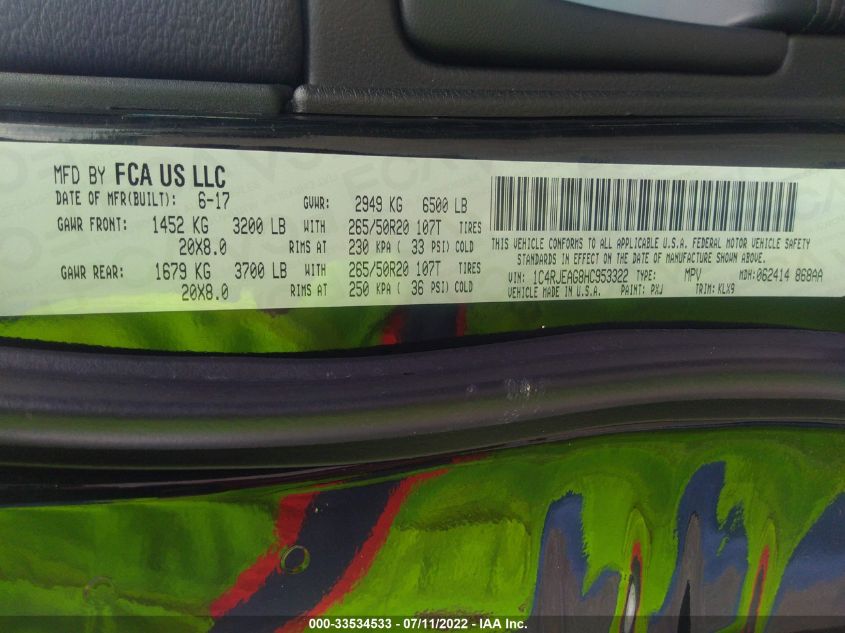 MFD BY FCA US LLC
DATE OF MFR(BUILT): 6-17 GVWR: 2949 KG 6500 LB
GAWR FRONT: 1452 KG 3200 LB WITH 265/50R20 107T TIRES
20X8.0 RIMS AT 230 KPA ( 33 PSI) COLD
GAWR REAR: 1679 KG 3700 LB WITH 265/50R20 107T TIRES
20X8.0 RIMS AT 250 KPA ( 36 PSI) COLD
THIS VEHICLE CONFORMS TO ALL APPLICABLE U.S.A. FEDERAL MOTOR VEHICLE SAFETY
STANDARDS IN EFFECT ON THE DATE OF MANUFACTURE SHOWN ABOVE.
VIN: 1C4RJEAG8HC953322 TYPE: MPV MDH: 062414 868AA
VEHICLE MADE IN U.S.A. PAINT: PXJ TRIM: KLX9
000-33534533 - 07/11/2022 - IAA Inc.